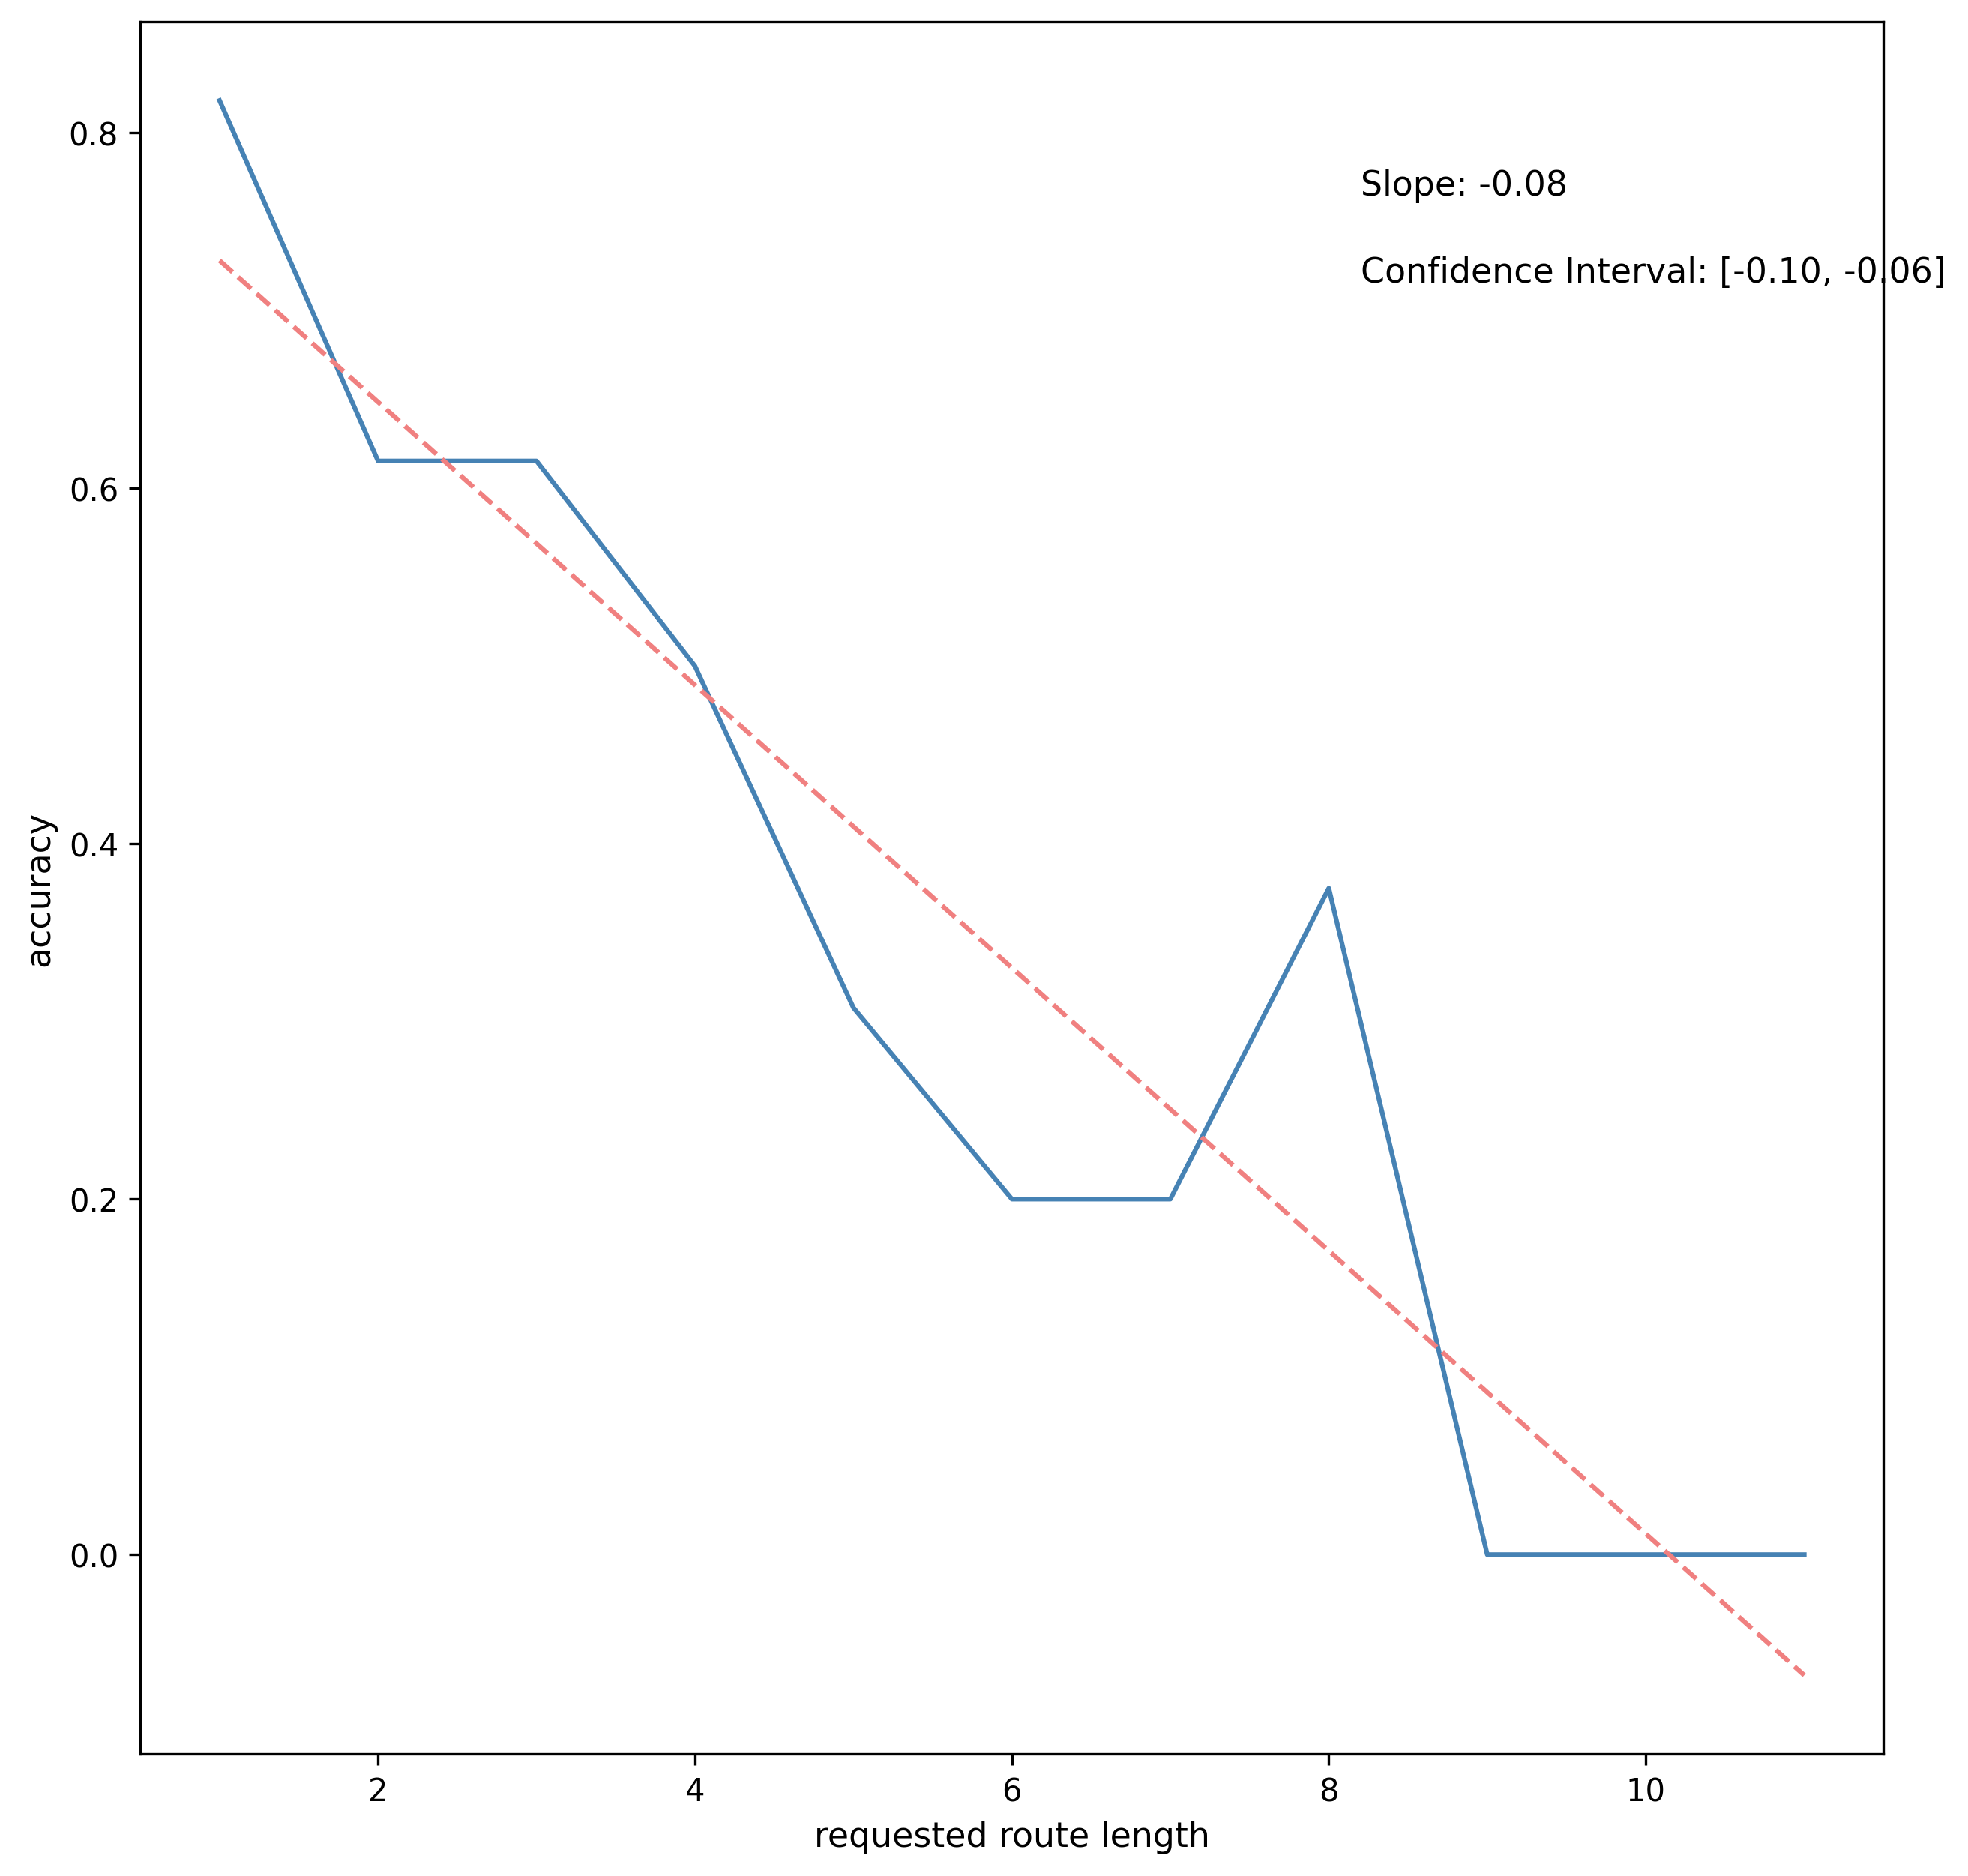 0.8
0.6
0.4
0.2
0.0
accuracy
Slope: -0.08
Confidence Interval: [-0.10, -0.06]
2 4 6 8 10
requested route length